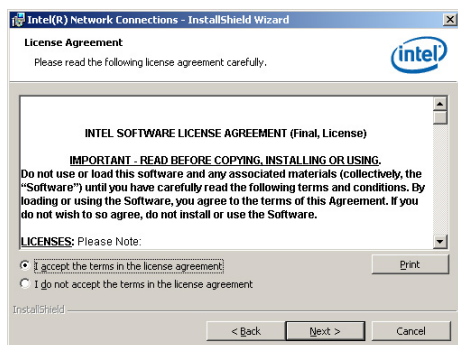 Intel(R) Network Connections - InstallShield Wizard
License Agreement
Please read the following license agreement carefully.
intel
INTEL SOFTWARE LICENSE AGREEMENT (Final, License)
IMPORTANT - READ BEFORE COPYING, INSTALLING OR USING.
Do not use or load this software and any associated materials (collectively, the
"Software") until you have carefully read the following terms and conditions. By
loading or using the Software, you agree to the terms of this Agreement. If you
do not wish to so agree, do not install or use the Software.
LICENSES: Please Note:
I accept the terms in the license agreement
Print
I do not accept the terms in the license agreement
InstallShield
< Back
Next >
Cancel